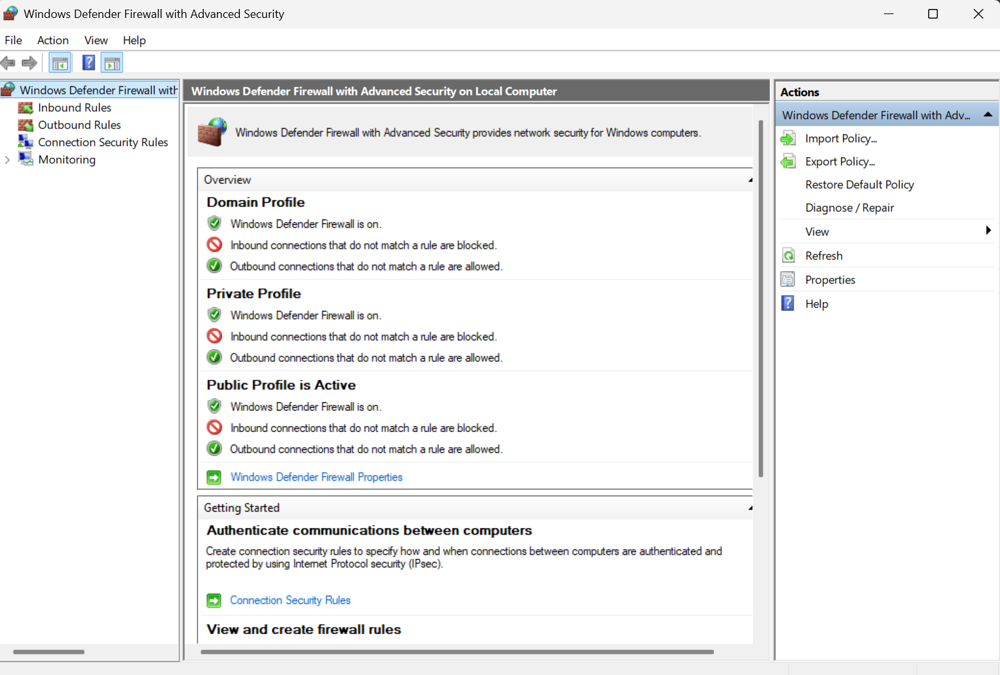 Windows Defender Firewall with Advanced Security
File Action View Help
Windows Defender Firewall with
Inbound Rules
Outbound Rules
Connection Security Rules
Monitoring
Windows Defender Firewall with Advanced Security on Local Computer
Windows Defender Firewall with Advanced Security provides network security for Windows computers.
Overview
Domain Profile
Windows Defender Firewall is on.
Inbound connections that do not match a rule are blocked.
Outbound connections that do not match a rule are allowed.
Private Profile
Windows Defender Firewall is on.
Inbound connections that do not match a rule are blocked.
Outbound connections that do not match a rule are allowed.
Public Profile is Active
Windows Defender Firewall is on.
Inbound connections that do not match a rule are blocked.
Outbound connections that do not match a rule are allowed.
Windows Defender Firewall Properties
Getting Started
Authenticate communications between computers
Create connection security rules to specify how and when connections between computers are authenticated and
protected by using Internet Protocol security (IPsec).
Connection Security Rules
View and create firewall rules
Actions
Windows Defender Firewall with Adv...
Import Policy...
Export Policy...
Restore Default Policy
Diagnose / Repair
View
Refresh
Properties
Help